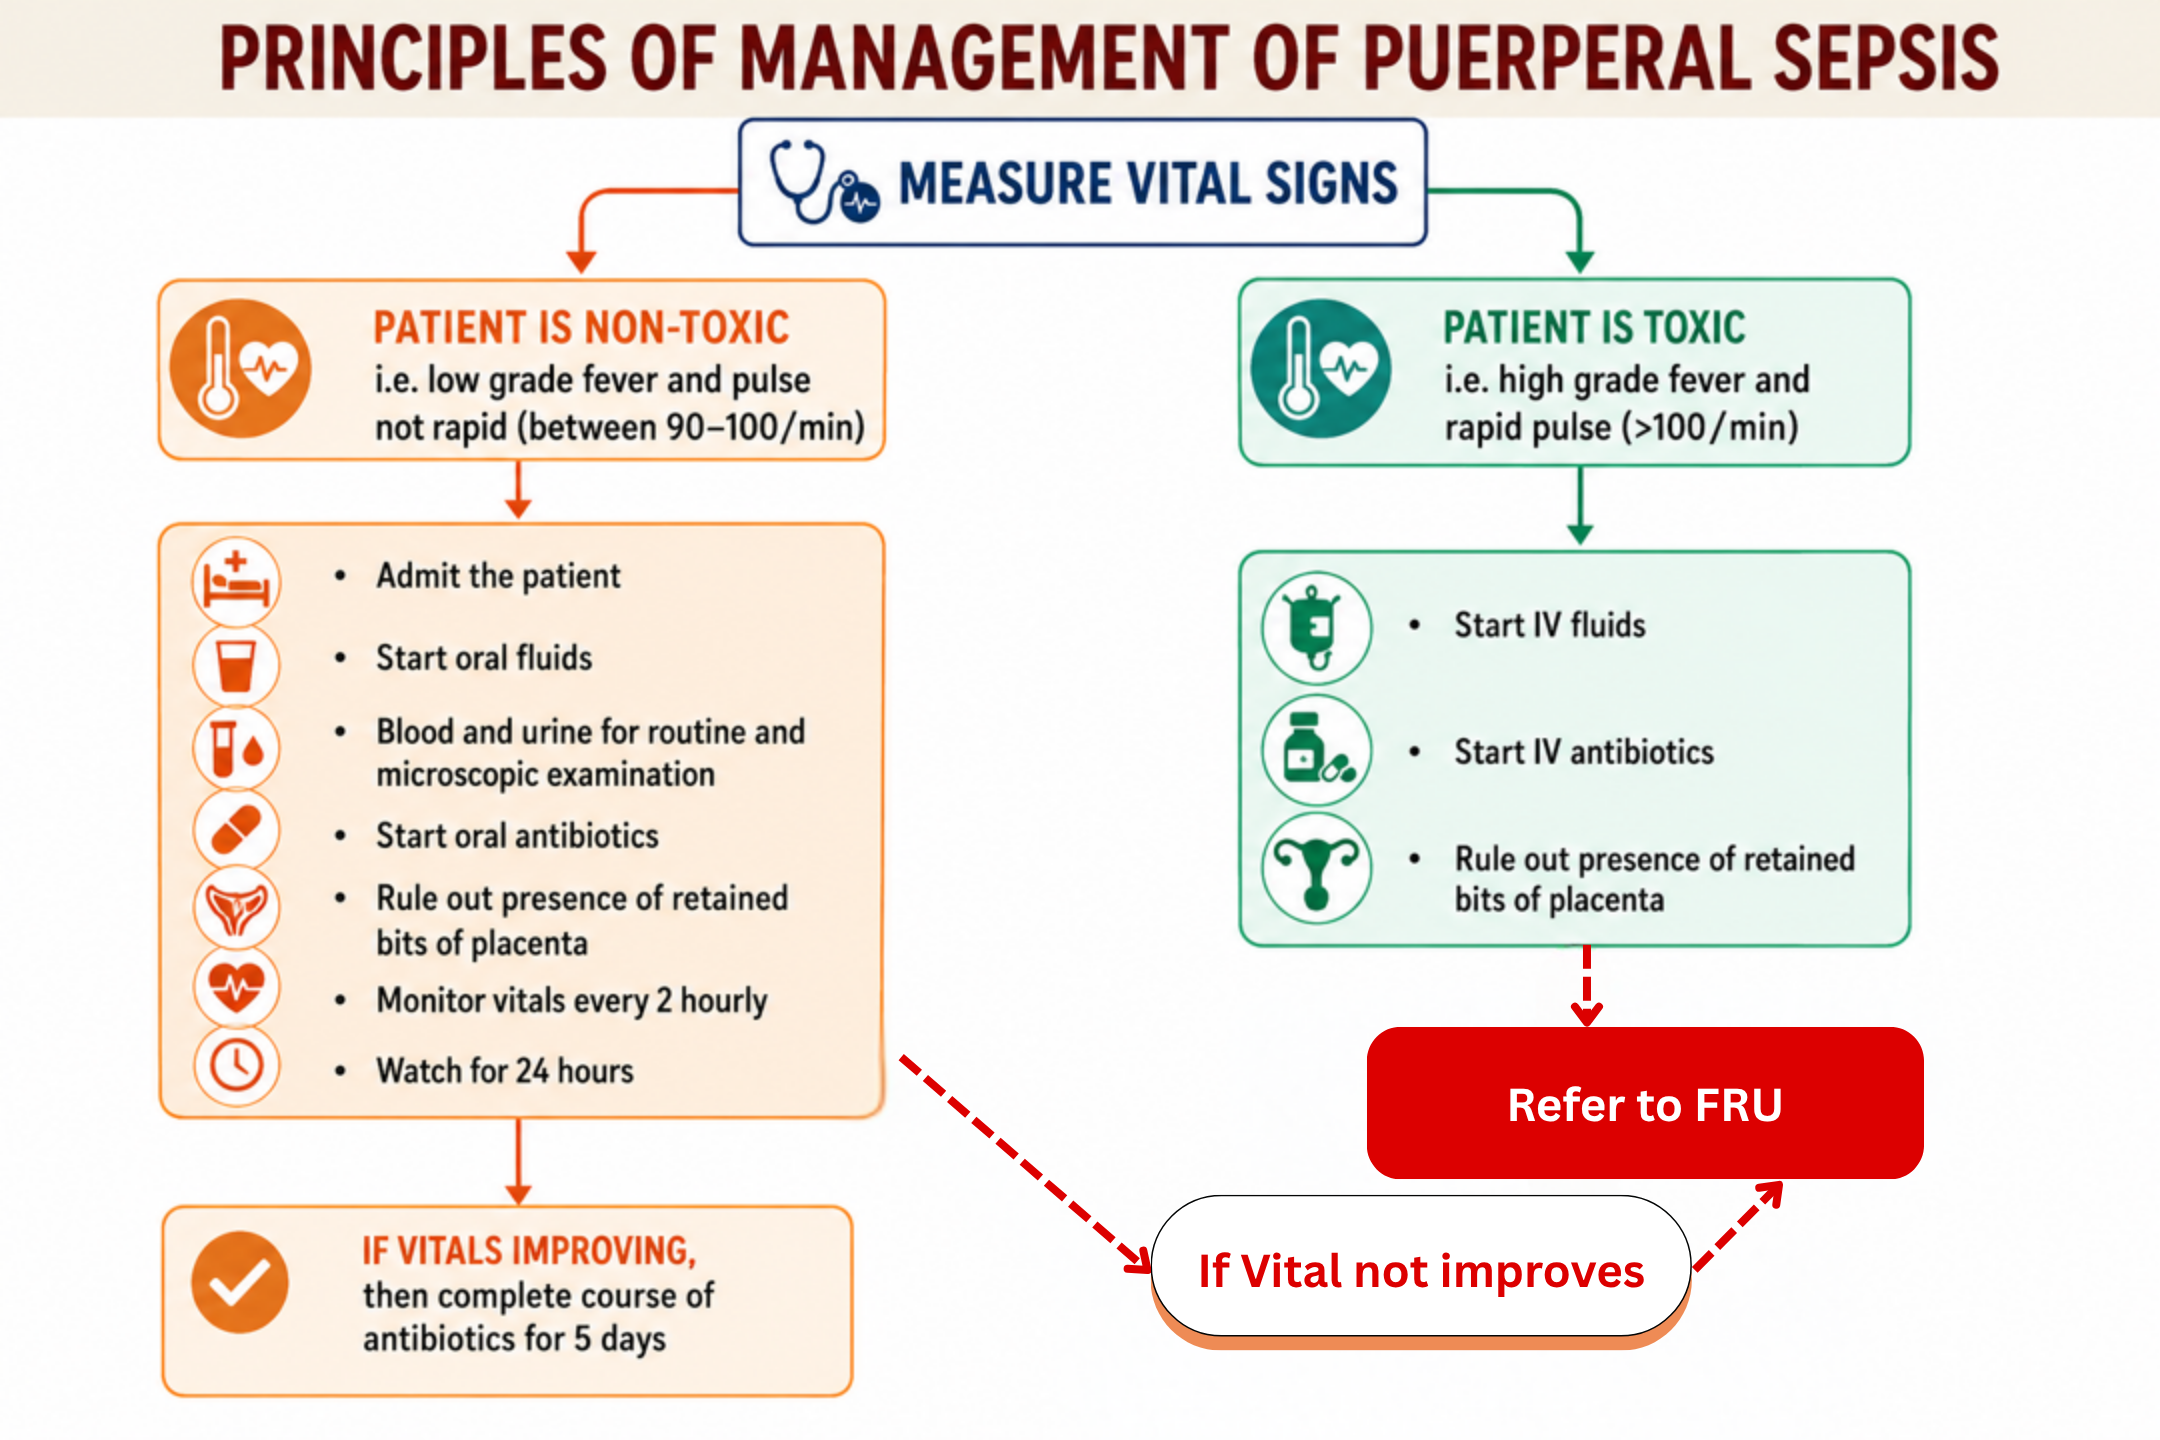 PRINCIPLES OF MANAGEMENT OF PUERPERAL SEPSIS
MEASURE VITAL SIGNS
PATIENT IS NON-TOXIC
i.e. low grade fever and pulse
not rapid (between 90–100/min)
• Admit the patient
• Start oral fluids
• Blood and urine for routine and
microscopic examination
• Start oral antibiotics
• Rule out presence of retained
bits of placenta
• Monitor vitals every 2 hourly
• Watch for 24 hours
IF VITALS IMPROVING,
then complete course of
antibiotics for 5 days
PATIENT IS TOXIC
i.e. high grade fever and
rapid pulse (>100/min)
• Start IV fluids
• Start IV antibiotics
• Rule out presence of retained
bits of placenta
Refer to FRU
If Vital not improves